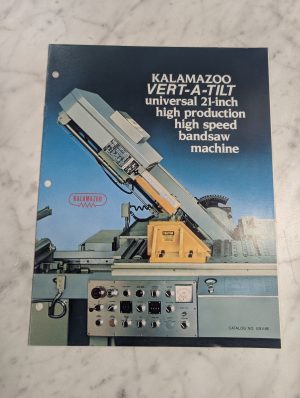 KALAMAZOO
VERT-A-TILT
universal 21-inch
high production
high speed
bandsaw
machine
KALAMAZOO